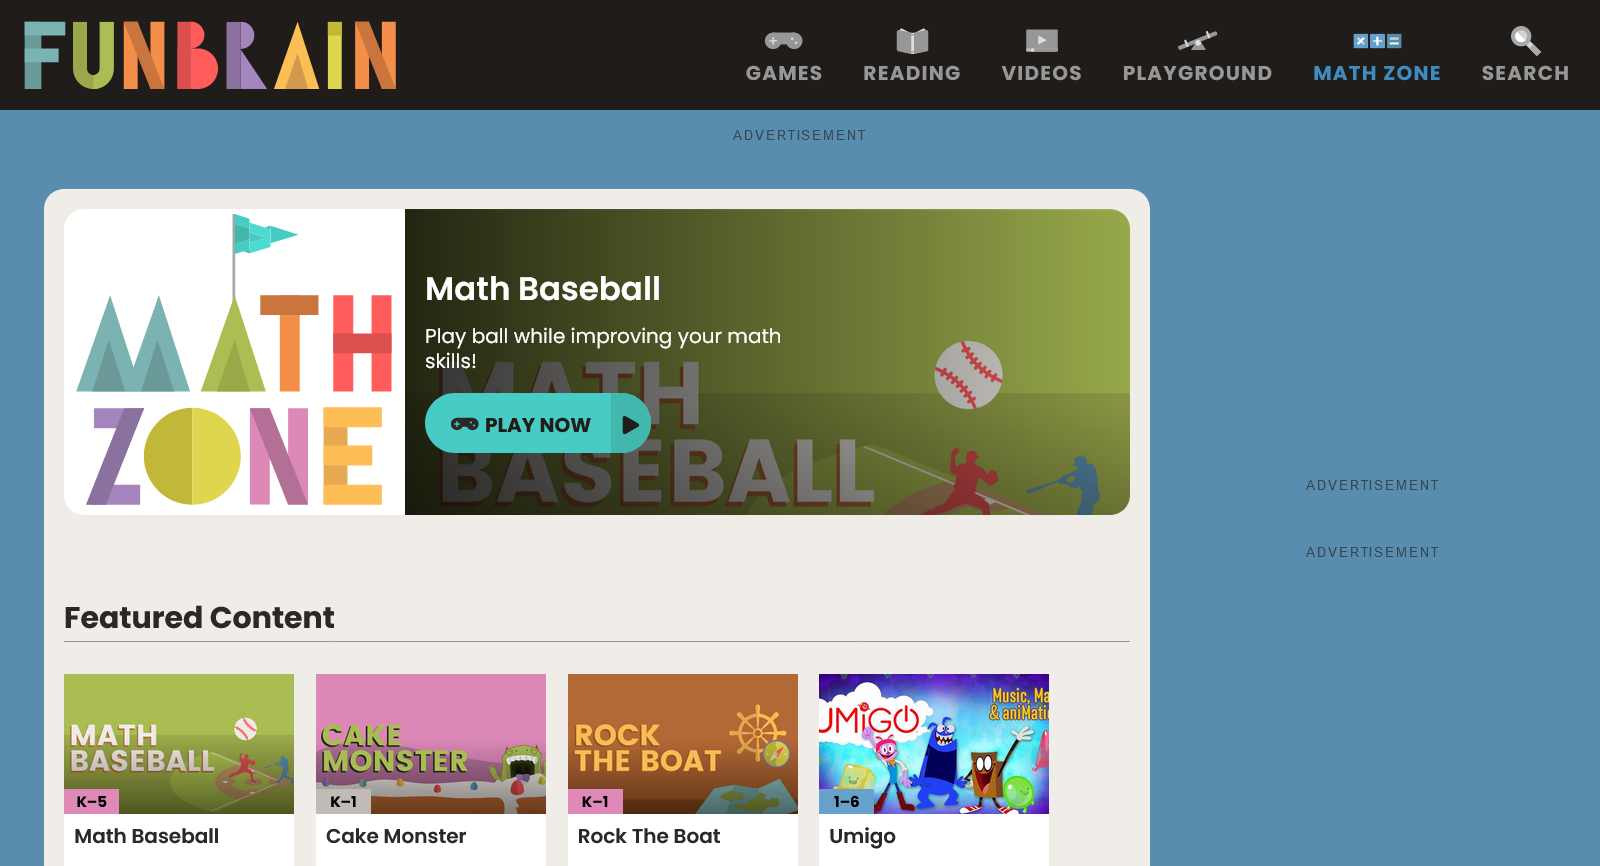 FUNBRAIN
GAMES
READING
VIDEOS
PLAYGROUND
MATH ZONE
SEARCH
ADVERTISEMENT
MATH
ZONE
Math Baseball
Play ball while improving your math
skills!
PLAY NOW
MATH
BASEBALL
ADVERTISEMENT
ADVERTISEMENT
Featured Content
MATH
BASEBALL
K–5
Math Baseball
CAKE
MONSTER
K–1
Cake Monster
ROCK
THE BOAT
K–1
Rock The Boat
UMIGO
Music, Ma
& aniMatio
1–6
Umigo